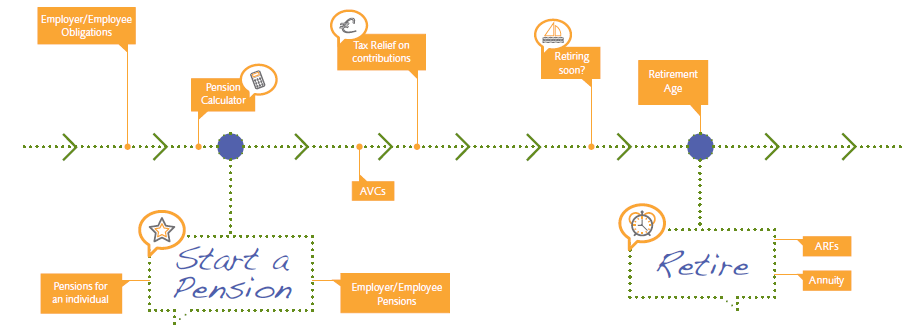 Employer/Employee
Obligations
Pension
Calculator
€
Tax Relief on
contributions
Retiring
soon?
Retirement
Age
AVCs
Start a
Pension
Pensions for
an individual
Employer/Employee
Pensions
Retire
ARFs
Annuity